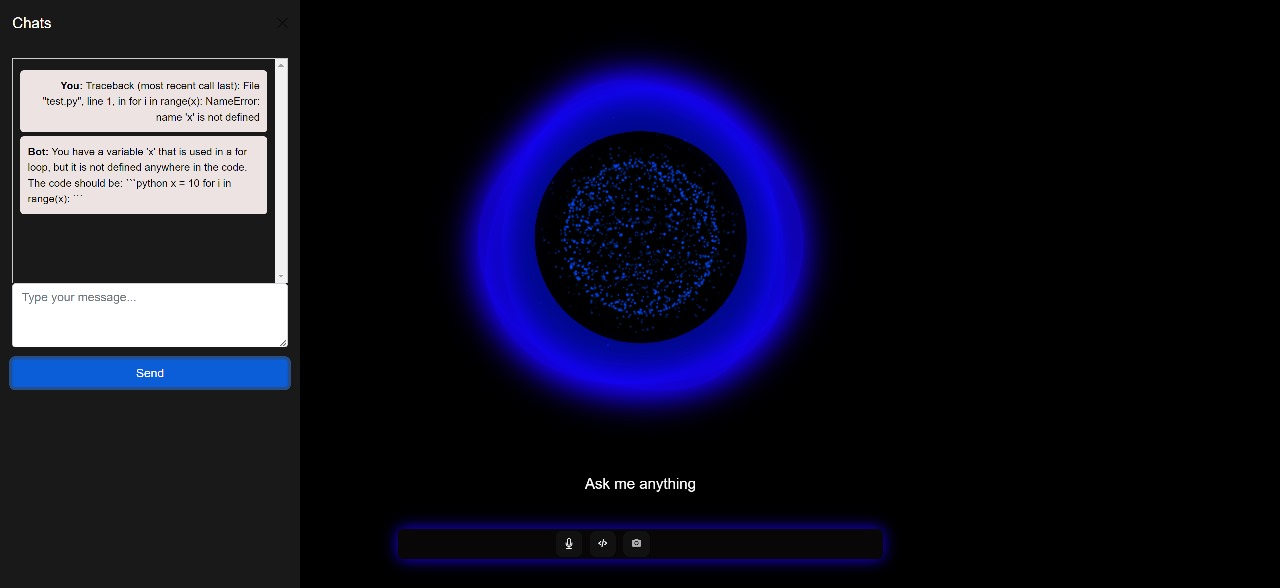 Chats
You: Traceback (most recent call last): File
"test.py", line 1, in for i in range(x): NameError:
name 'x' is not defined
Bot: You have a variable 'x' that is used in a for
loop, but it is not defined anywhere in the code.
The code should be: ```python x = 10 for i in
range(x): ```
Type your message...
Send
Ask me anything